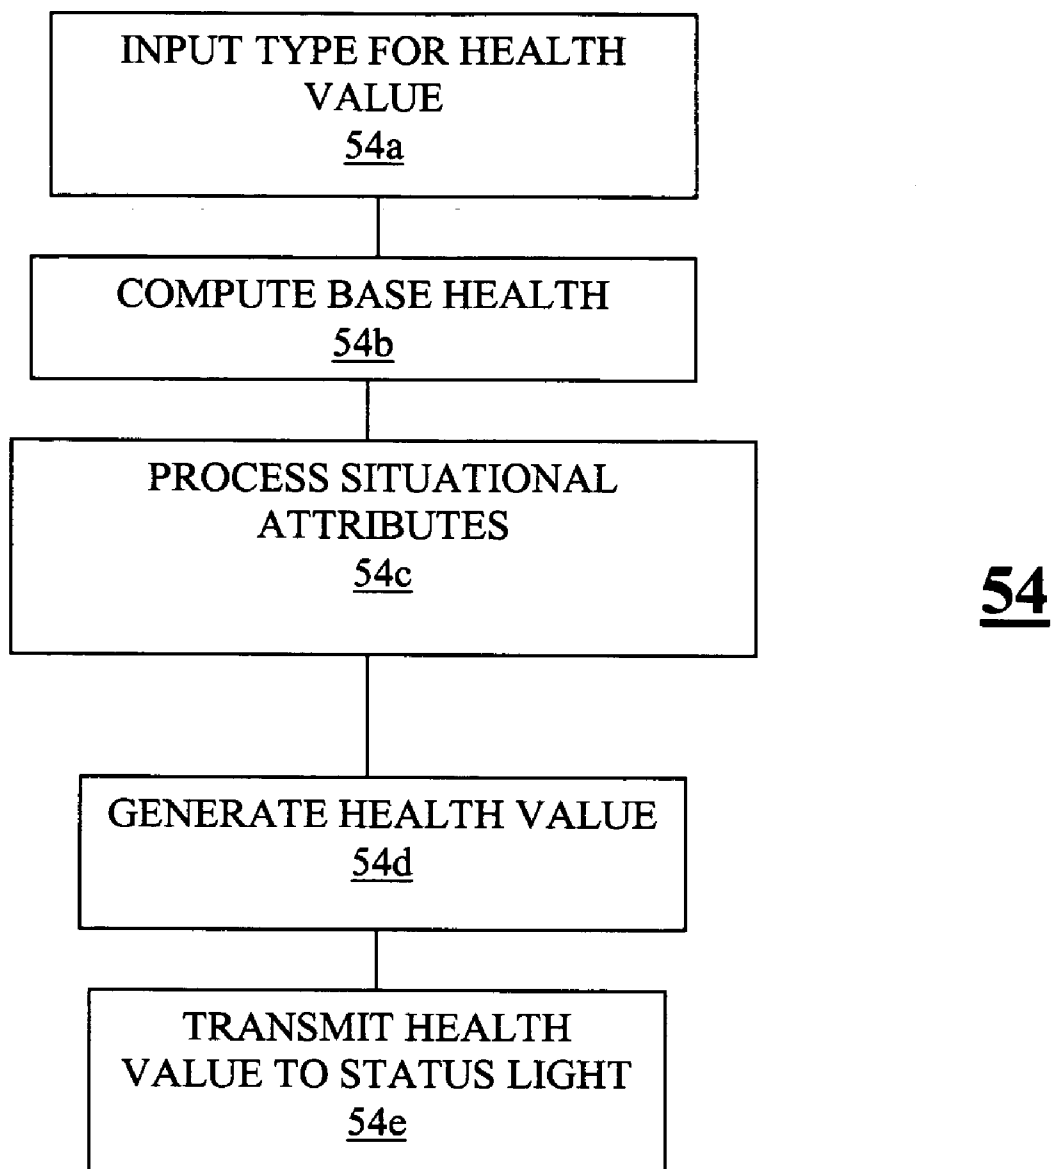 INPUT TYPE FOR HEALTH
VALUE
54a
COMPUTE BASE HEALTH
54b
PROCESS SITUATIONAL
ATTRIBUTES
54c
54
GENERATE HEALTH VALUE
54d
TRANSMIT HEALTH
VALUE TO STATUS LIGHT
54e